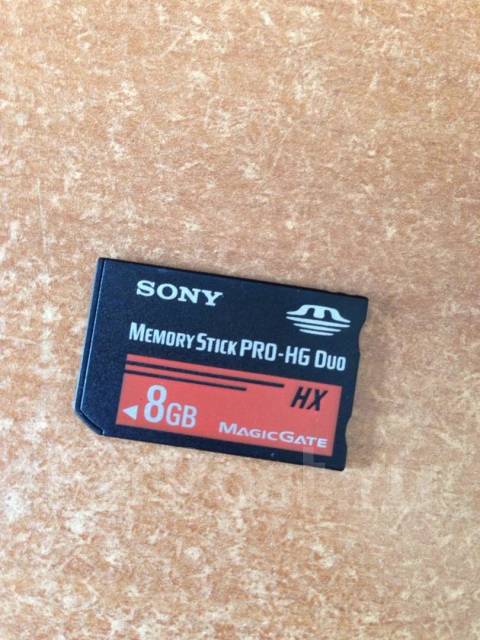 SONY
MEMORY STICK PRO-HG DUO
HX
8GB
MAGICGATE